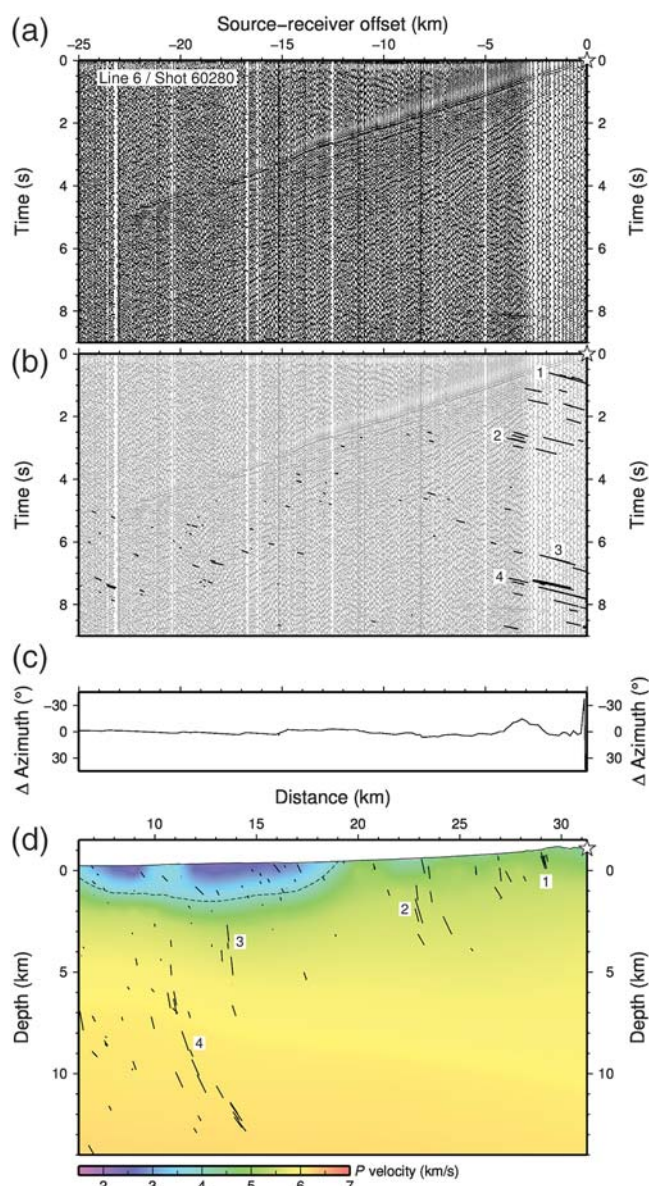 (a)
Source-receiver offset (km)
-25 -20 -15 -10 -5 0
Line 6 / Shot 60280
Time (s)
0 2 4 6 8
Time (s)
0 2 4 6 8
(b)
Time (s)
0 2 4 6 8
1
2
3
4
Time (s)
0 2 4 6 8
(c)
Δ Azimuth (°)
-30 0 30
Δ Azimuth (°)
-30 0 30
Distance (km)
(d)
10 15 20 25 30
Depth (km)
0 5 10
1
2
3
4
Depth (km)
0 5 10
P velocity (km/s)
2 3 4 5 6 7